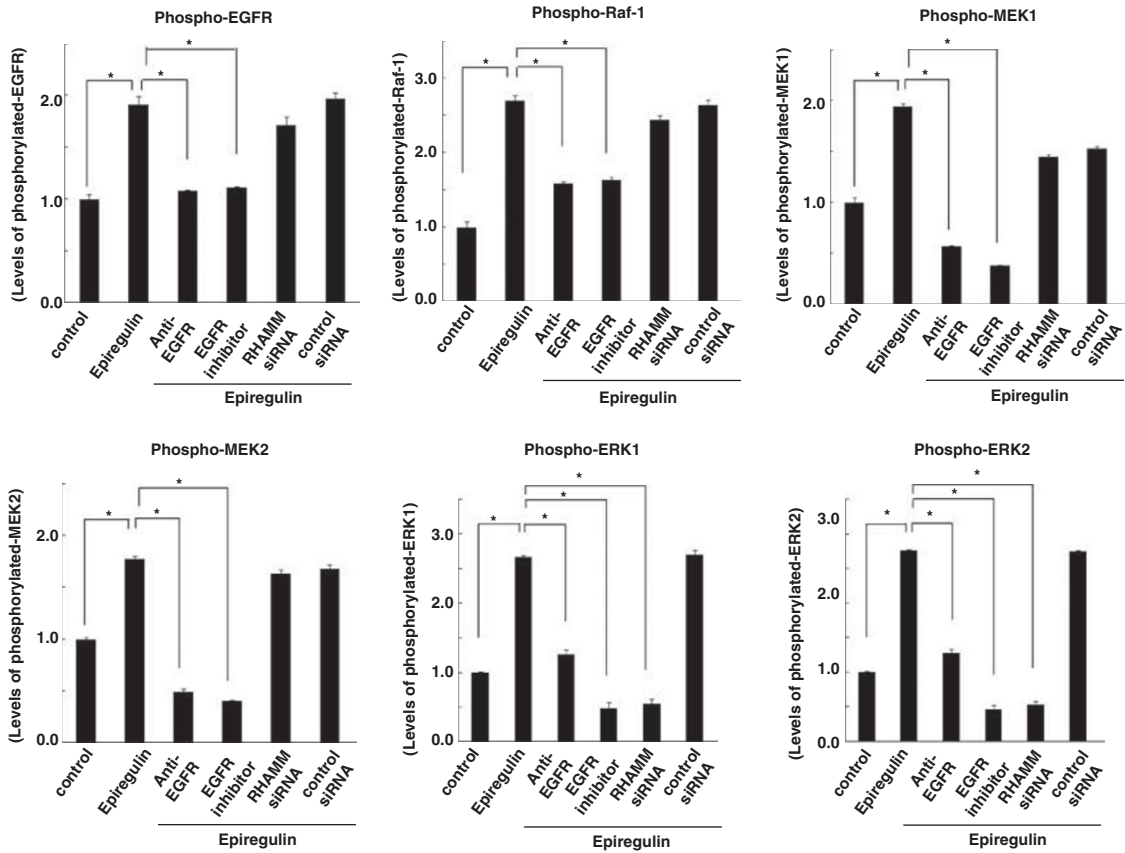 Phospho-EGFR
(Levels of phosphorylated-EGFR)
2.0
1.0
0.0
*
*
*
control
Epiregulin
Anti-
EGFR
EGFR
inhibitor
RHAMM
siRNA
control
siRNA
Epiregulin
Phospho-Raf-1
(Levels of phosphorylated-Raf-1)
3.0
2.0
1.0
0.0
*
*
*
control
Epiregulin
Anti-
EGFR
EGFR
inhibitor
RHAMM
siRNA
control
siRNA
Epiregulin
Phospho-MEK1
(Levels of phosphorylated-MEK1)
2.0
1.0
0.0
*
*
*
control
Epiregulin
Anti-
EGFR
EGFR
inhibitor
RHAMM
siRNA
control
siRNA
Epiregulin
Phospho-MEK2
(Levels of phosphorylated-MEK2)
2.0
1.0
0.0
*
*
*
control
Epiregulin
Anti-
EGFR
EGFR
inhibitor
RHAMM
siRNA
control
siRNA
Epiregulin
Phospho-ERK1
(Levels of phosphorylated-ERK1)
3.0
2.0
1.0
0.0
*
*
*
*
control
Epiregulin
Anti-
EGFR
EGFR
inhibitor
RHAMM
siRNA
control
siRNA
Epiregulin
Phospho-ERK2
(Levels of phosphorylated-ERK2)
3.0
2.0
1.0
0.0
*
*
*
*
control
Epiregulin
Anti-
EGFR
EGFR
inhibitor
RHAMM
siRNA
control
siRNA
Epiregulin